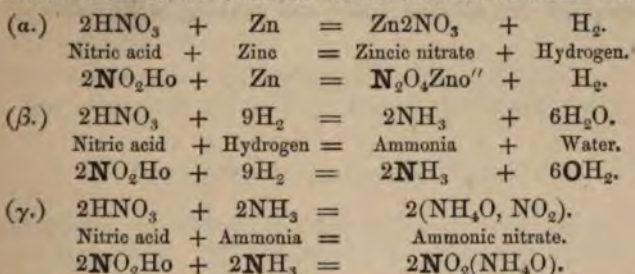 (α.) 2HNO₃ + Zn = Zn2NO₃ + H₂.
Nitric acid + Zinc = Zincic nitrate + Hydrogen.
2𝐍O₂Ho + Zn = 𝐍₂O₄Zno″ + H₂.
(β.) 2HNO₃ + 9H₂ = 2NH₃ + 6H₂O.
Nitric acid + Hydrogen = Ammonia + Water.
2𝐍O₂Ho + 9H₂ = 2𝐍H₃ + 6𝐎H₂.
(γ.) 2HNO₃ + 2NH₃ = 2(NH₄O, NO₂).
Nitric acid + Ammonia = Ammonic nitrate.
2𝐍O₂Ho + 2𝐍H₃ = 2𝐍O₂(NH₄O).